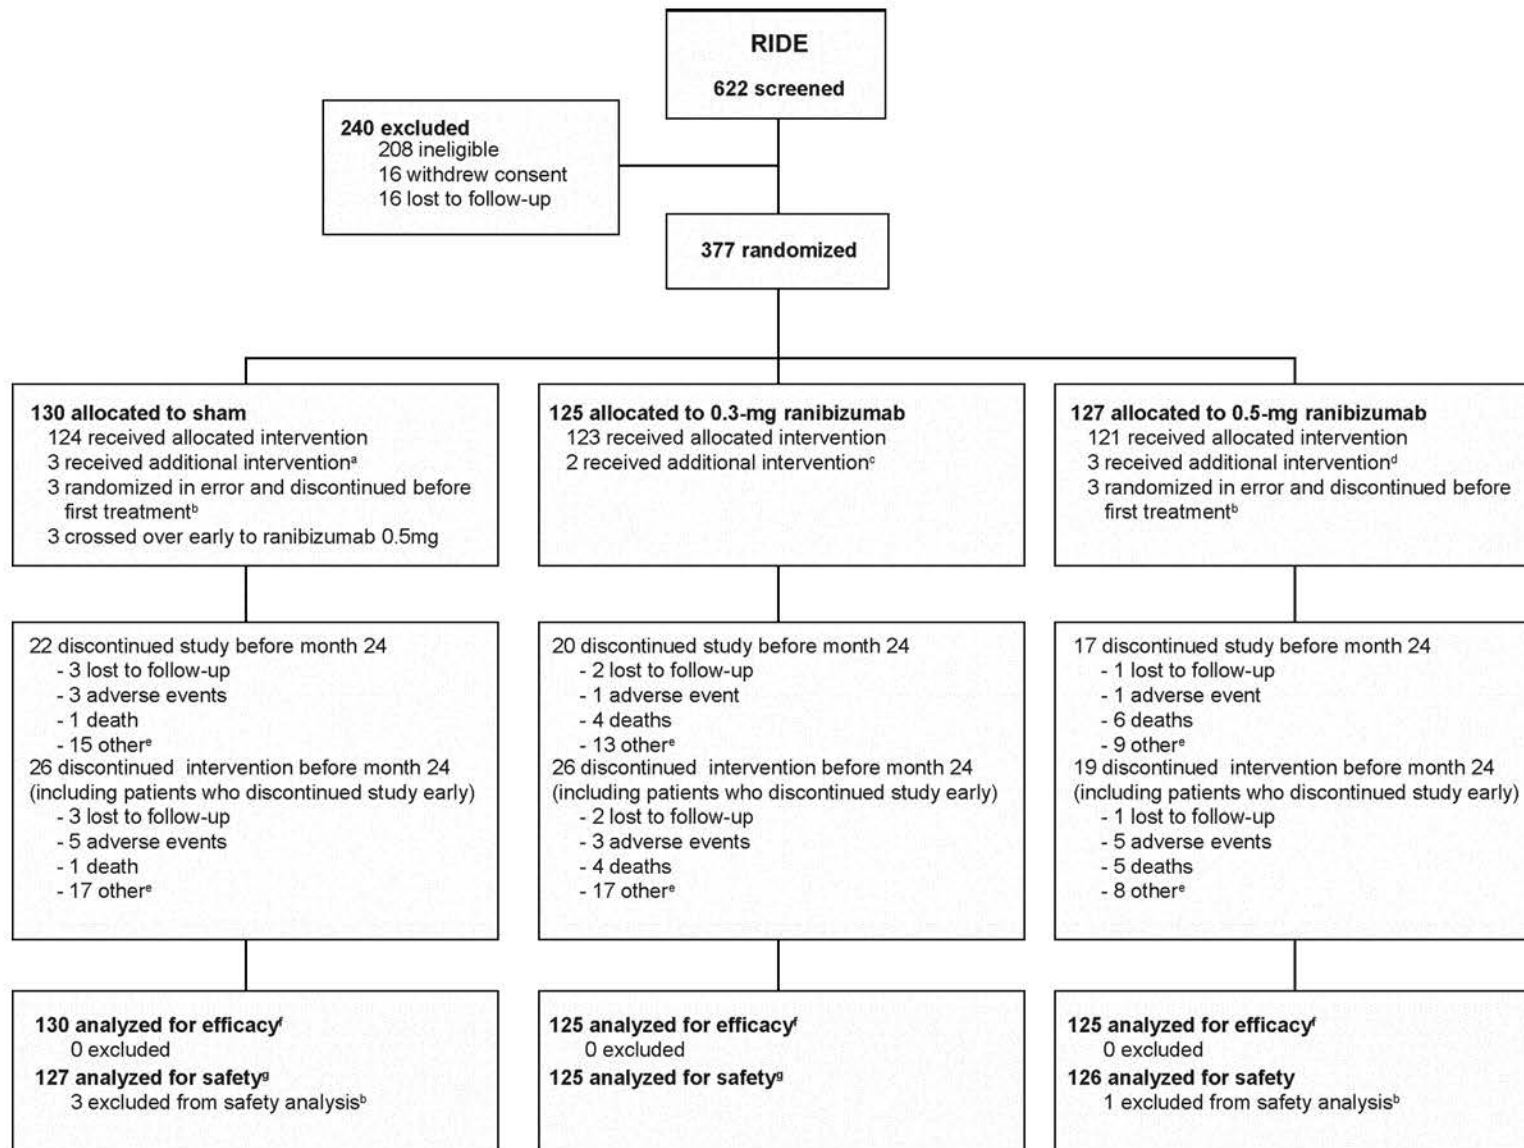 RIDE
622 screened
240 excluded
208 ineligible
16 withdrew consent
16 lost to follow-up
377 randomized
130 allocated to sham
124 received allocated intervention
3 received additional interventionᵃ
3 randomized in error and discontinued before
first treatmentᵇ
3 crossed over early to ranibizumab 0.5mg
125 allocated to 0.3-mg ranibizumab
123 received allocated intervention
2 received additional interventionᶜ
127 allocated to 0.5-mg ranibizumab
121 received allocated intervention
3 received additional interventionᵈ
3 randomized in error and discontinued before
first treatmentᵇ
22 discontinued study before month 24
- 3 lost to follow-up
- 3 adverse events
- 1 death
- 15 otherᵉ
26 discontinued intervention before month 24
(including patients who discontinued study early)
- 3 lost to follow-up
- 5 adverse events
- 1 death
- 17 otherᵉ
20 discontinued study before month 24
- 2 lost to follow-up
- 1 adverse event
- 4 deaths
- 13 otherᵉ
26 discontinued intervention before month 24
(including patients who discontinued study early)
- 2 lost to follow-up
- 3 adverse events
- 4 deaths
- 17 otherᵉ
17 discontinued study before month 24
- 1 lost to follow-up
- 1 adverse event
- 6 deaths
- 9 otherᵉ
19 discontinued intervention before month 24
(including patients who discontinued study early)
- 1 lost to follow-up
- 5 adverse events
- 5 deaths
- 8 otherᵉ
130 analyzed for efficacyᶠ
0 excluded
127 analyzed for safetyᵍ
3 excluded from safety analysisᵇ
125 analyzed for efficacyᶠ
0 excluded
125 analyzed for safetyᵍ
125 analyzed for efficacyᶠ
0 excluded
126 analyzed for safety
1 excluded from safety analysisᵇ